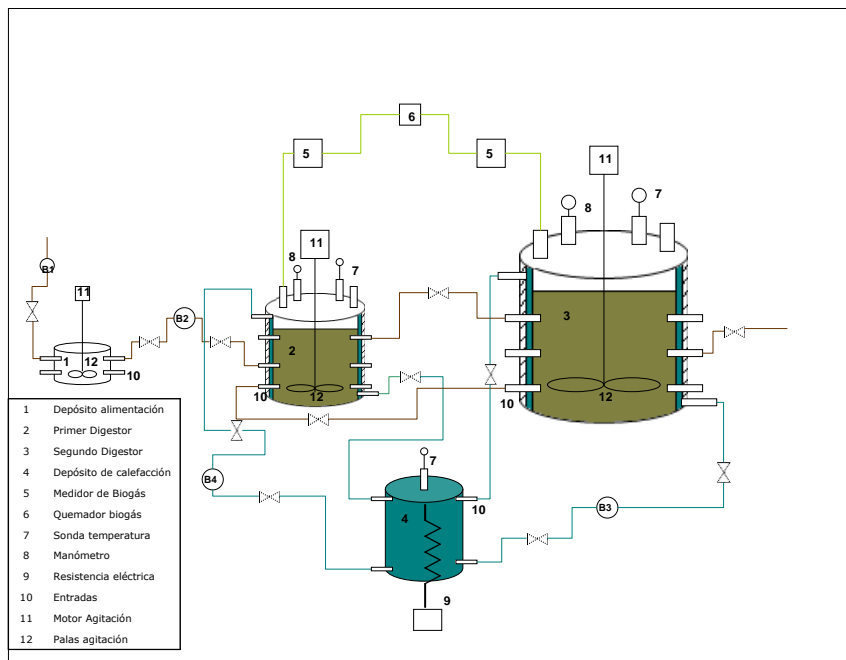 6
5
5
11
7
8
11
8
7
B1
11
3
B2
2
1
12
10
12
12
10
10
7
B4
10
B3
4
9
1 Depósito alimentación
2 Primer Digestor
3 Segundo Digestor
4 Depósito de calefacción
5 Medidor de Biogás
6 Quemador biogás
7 Sonda temperatura
8 Manómetro
9 Resistencia eléctrica
10 Entradas
11 Motor Agitación
12 Palas agitación